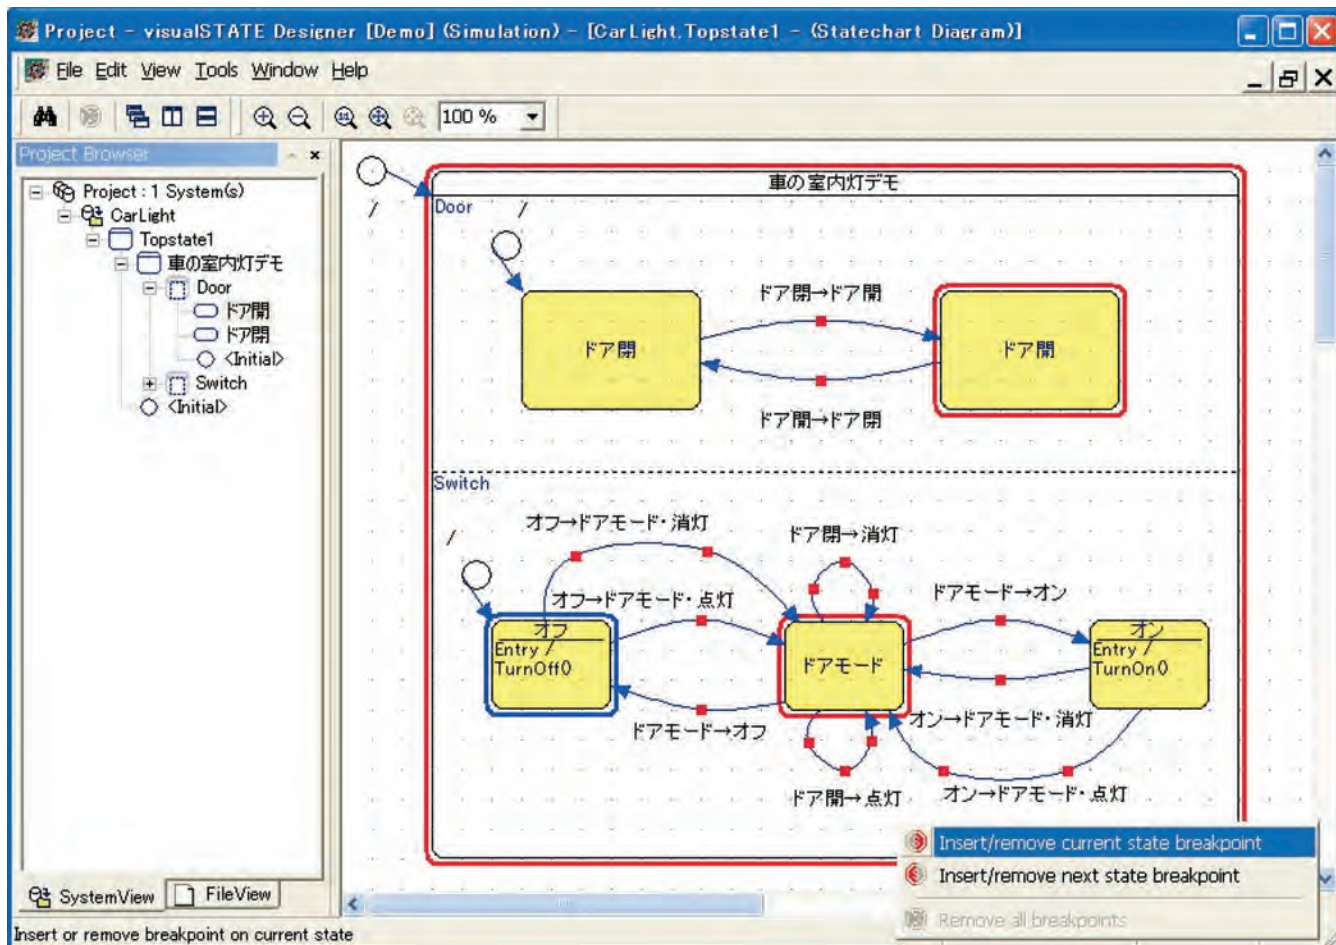 Project - visualSTATE Designer [Demo] (Simulation) - [CarLight.Topstate1 - (Statechart Diagram)]
File Edit View Tools Window Help
100 %
Project Browser
Project : 1 System(s)
CarLight
Topstate1
車の室内灯デモ
Door
ドア開
ドア閉
<Initial>
Switch
<Initial>
SystemView
FileView
車の室内灯デモ
/
Door
/
ドア閉→ドア開
ドア閉
ドア開
ドア開→ドア閉
Switch
/
オフ→ドアモード・消灯
ドア閉→消灯
オフ→ドアモード・点灯
ドアモード→オン
オフ
Entry /
TurnOff()
ドアモード
オン
Entry /
TurnOn()
オン→ドアモード・消灯
ドアモード→オフ
ドア開→点灯
オン→ドアモード・点灯
Insert/remove current state breakpoint
Insert/remove next state breakpoint
Remove all breakpoints
Insert or remove breakpoint on current state